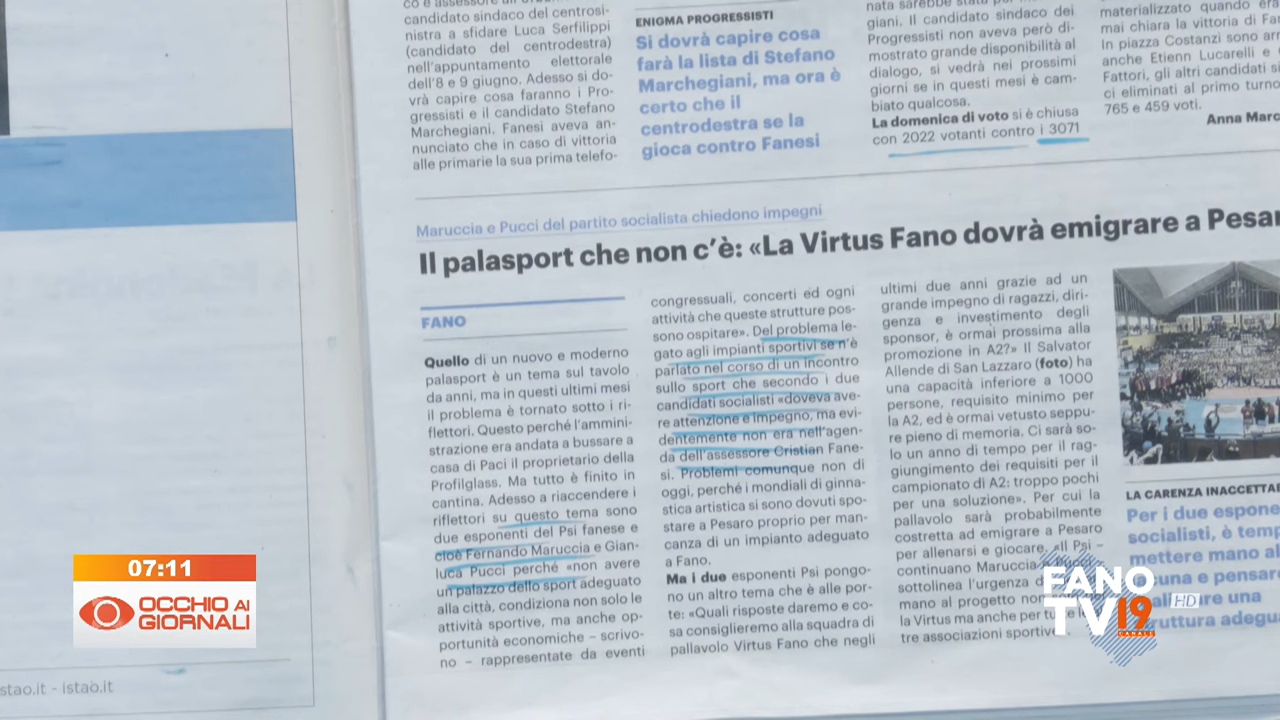 co e assessore all'
candidato sindaco del centrosi-
nistra a sfidare Luca Serfilippi
(candidato del centrodestra)
nell'appuntamento elettorale
dell'8 e 9 giugno. Adesso si do-
vrà capire cosa faranno i Pro-
gressisti e il candidato Stefano
Marchegiani. Fanesi aveva an-
nunciato che in caso di vittoria
alle primarie la sua prima telefo-
ENIGMA PROGRESSISTI
Si dovrà capire cosa
farà la lista di Stefano
Marchegiani, ma ora è
certo che il
centrodestra se la
gioca contro Fanesi
nata sarebbe
giani. Il candidato sindaco dei
Progressisti non aveva però di-
mostrato grande disponibilità al
dialogo, si vedrà nei prossimi
giorni se in questi mesi è cam-
biato qualcosa.
La domenica di voto si è chiusa
con 2022 votanti contro i 3071
materializzato quando era
mai chiara la vittoria di Fa
In piazza Costanzi sono arr
anche Etienn Lucarelli e
Fattori, gli altri candidati si
ci eliminati al primo turno
765 e 459 voti.
Anna Marc
Maruccia e Pucci del partito socialista chiedono impegni
Il palasport che non c'è: «La Virtus Fano dovrà emigrare a Pesar
FANO
Quello di un nuovo e moderno
palasport è un tema sul tavolo
da anni, ma in questi ultimi mesi
il problema è tornato sotto i ri-
flettori. Questo perché l'ammini-
strazione era andata a bussare a
casa di Paci il proprietario della
Profilglass. Ma tutto è finito in
cantina. Adesso a riaccendere i
riflettori su questo tema sono
due esponenti del Psi fanese e
cioè Fernando Maruccia e Gian-
luca Pucci perché «non avere
un palazzo dello sport adeguato
alla città, condiziona non solo le
attività sportive, ma anche op-
portunità economiche – scrivo-
no – rappresentate da eventi
congressuali, concerti ed ogni
attività che queste strutture pos-
sono ospitare». Del problema le-
gato agli impianti sportivi se n'è
parlato nel corso di un incontro
sullo sport che secondo i due
candidati socialisti «doveva ave-
re attenzione e impegno, ma evi-
dentemente non era nell'agen-
da dell'assessore Cristian Fane-
si. Problemi comunque non di
oggi, perché i mondiali di ginna-
stica artistica si sono dovuti spo-
stare a Pesaro proprio per man-
canza di un impianto adeguato
a Fano.
Ma i due esponenti Psi pongo-
no un altro tema che è alle por-
te: «Quali risposte daremo e co-
sa consiglieremo alla squadra di
pallavolo Virtus Fano che negli
ultimi due anni grazie ad un
grande impegno di ragazzi, diri-
genza e investimento degli
sponsor, è ormai prossima alla
promozione in A2?» Il Salvator
Allende di San Lazzaro (foto) ha
una capacità inferiore a 1000
persone, requisito minimo per
la A2, ed è ormai vetusto seppu-
re pieno di memoria. Ci sarà so-
lo un anno di tempo per il rag-
giungimento dei requisiti per il
campionato di A2: troppo pochi
per una soluzione». Per cui la
pallavolo sarà probabilmente
costretta ad emigrare a Pesaro
per allenarsi e giocare. «Il Psi –
continuano Maruccia
sottolinea l'urgenza
mano al progetto non
la Virtus ma anche per
tre associazioni sportive
LA CARENZA INACCETTA
Per i due espone
socialisti, è temp
mettere mano al
una e pensar
re una
truttura adegua
07:11
OCCHIO AI
GIORNALI
FANO
TV 19
HD
CANALE
stao.it - istao.it